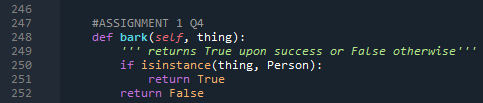 246
247 #ASSIGNMENT 1 Q4
248 def bark(self, thing):
249 ''' returns True upon success or False otherwise'''
250 if isinstance(thing, Person):
251 return True
252 return False